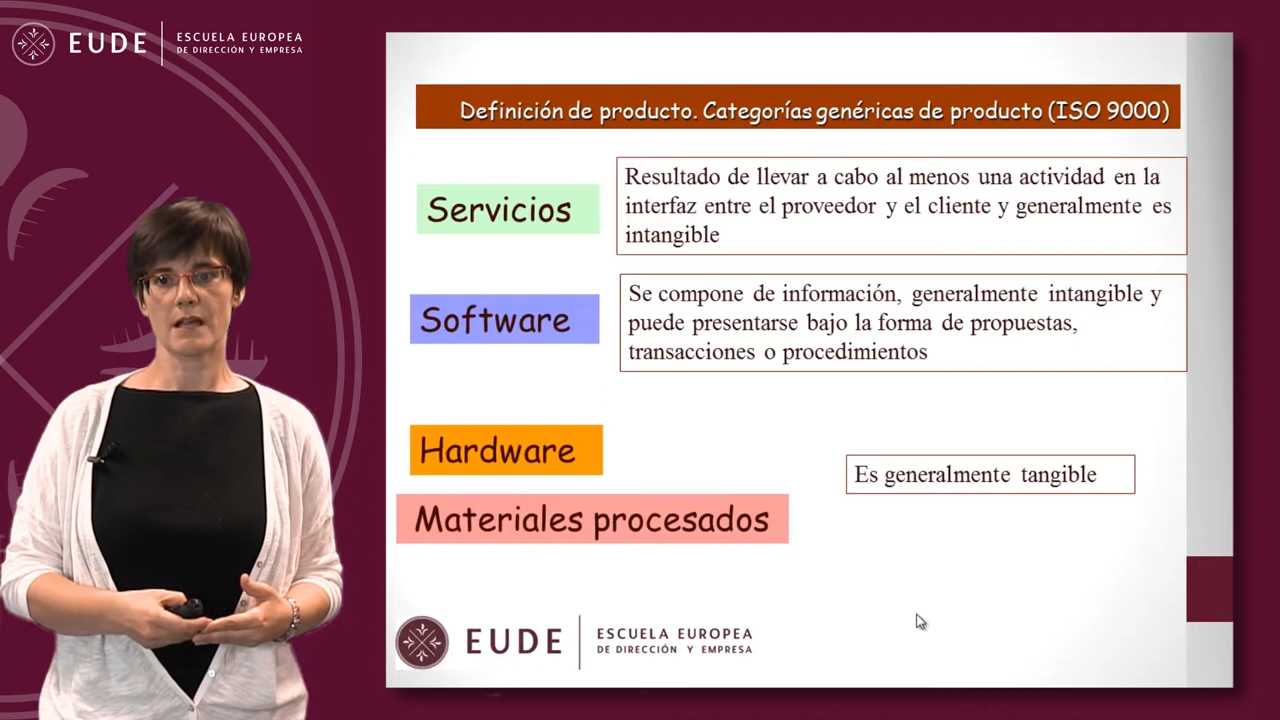 EUDE
ESCUELA EUROPEA
DE DIRECCIÓN Y EMPRESA
Definición de producto. Categorías genéricas de producto (ISO 9000)
Servicios
Resultado de llevar a cabo al menos una actividad en la
interfaz entre el proveedor y el cliente y generalmente es
intangible
Software
Se compone de información, generalmente intangible y
puede presentarse bajo la forma de propuestas,
transacciones o procedimientos
Hardware
Es generalmente tangible
Materiales procesados
EUDE
ESCUELA EUROPEA
DE DIRECCIÓN Y EMPRESA